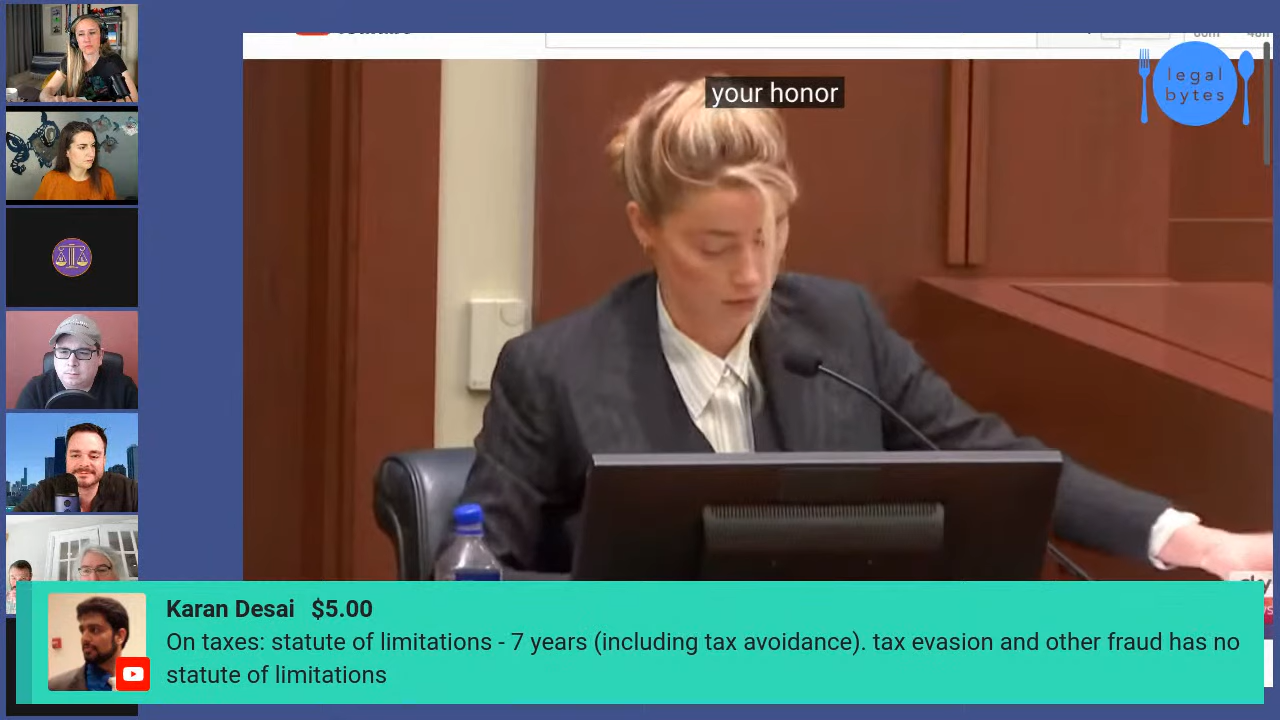 your honor
legal
bytes
sky
Karan Desai $5.00
On taxes: statute of limitations - 7 years (including tax avoidance). tax evasion and other fraud has no
statute of limitations